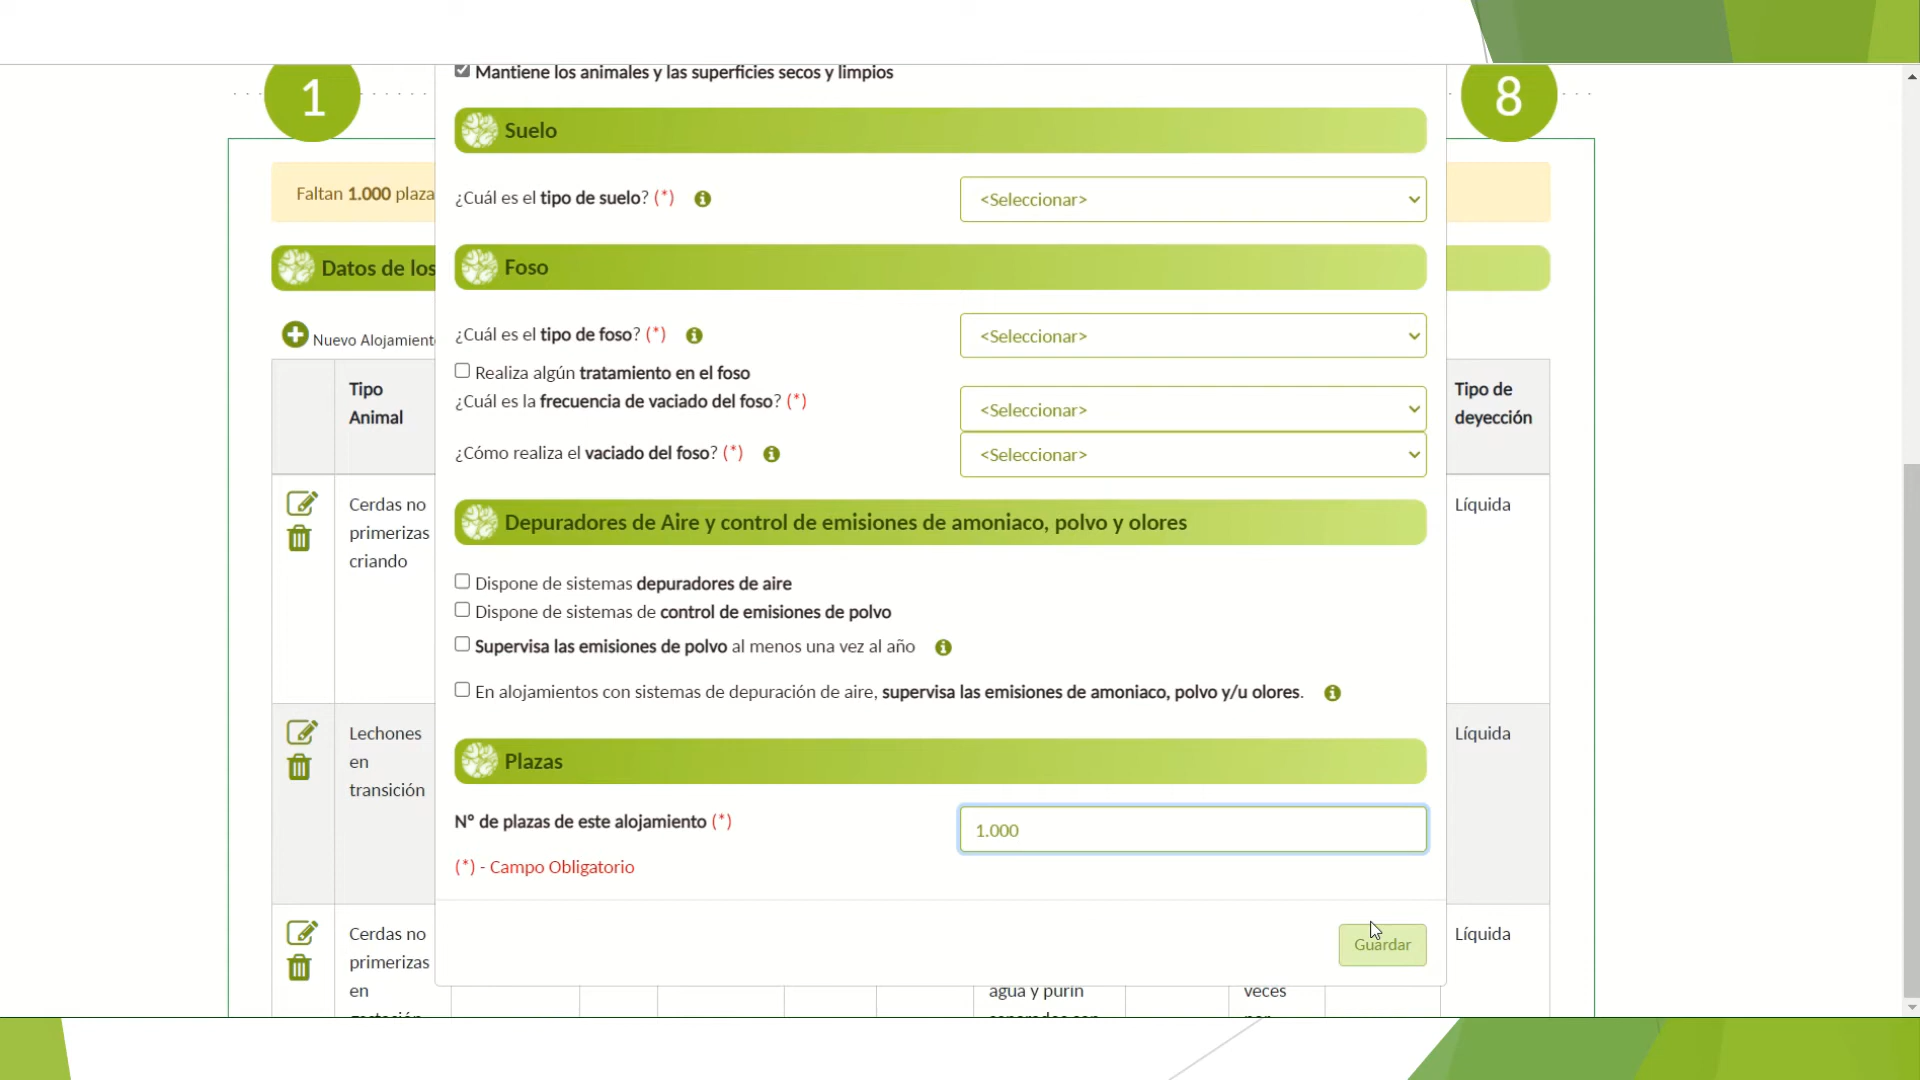 Mantiene los animales y las superficies secos y limpios
1
8
Suelo
¿Cuál es el tipo de suelo? (*)
<Seleccionar>
Faltan 1.000 plaza
Foso
Datos de los
¿Cuál es el tipo de foso? (*)
<Seleccionar>
Nuevo Alojamient
Realiza algún tratamiento en el foso
¿Cuál es la frecuencia de vaciado del foso? (*)
<Seleccionar>
¿Cómo realiza el vaciado del foso? (*)
<Seleccionar>
Tipo
Animal
Tipo de
deyección
Cerdas no
primerizas
criando
Líquida
Depuradores de Aire y control de emisiones de amoniaco, polvo y olores
Dispone de sistemas depuradores de aire
Dispone de sistemas de control de emisiones de polvo
Supervisa las emisiones de polvo al menos una vez al año
En alojamientos con sistemas de depuración de aire, supervisa las emisiones de amoniaco, polvo y/u olores.
Lechones
en
transición
Líquida
Plazas
Nº de plazas de este alojamiento (*)
1.000
(*) - Campo Obligatorio
Guardar
Cerdas no
primerizas
en
Líquida
agua y purín
veces